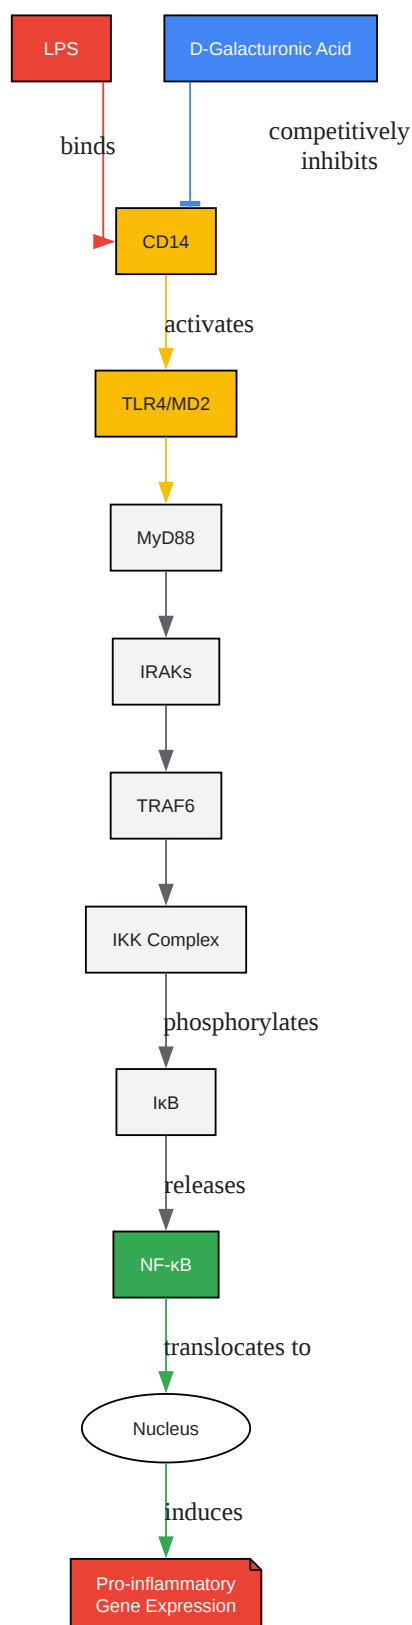 LPS
D-Galacturonic Acid
binds
competitively
inhibits
CD14
activates
TLR4/MD2
MyD88
IRAKs
TRAF6
IKK Complex
phosphorylates
IκB
releases
NF-κB
translocates to
Nucleus
induces
Pro-inflammatory
Gene Expression